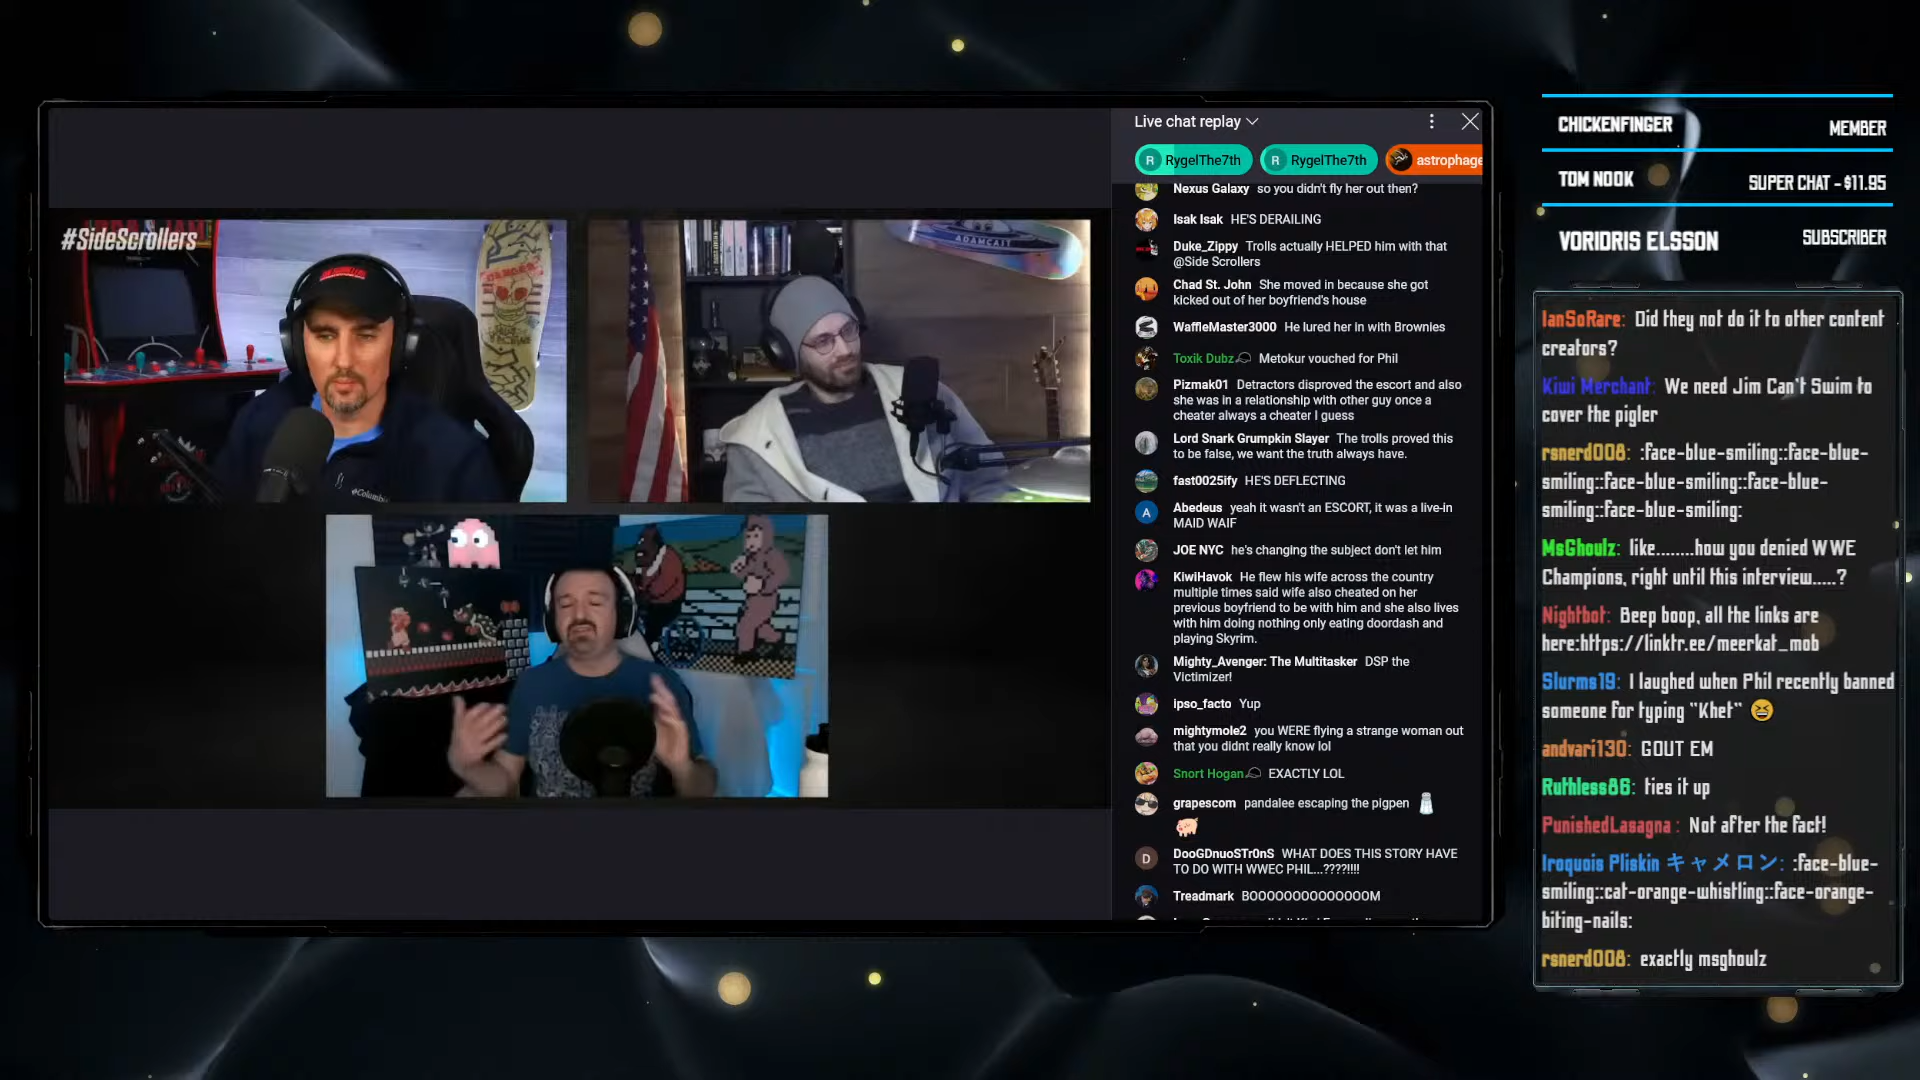 #SideScrollers
ADAMCAIT
Columbia
Live chat replay
R RygelThe7th R RygelThe7th astrophage
Nexus Galaxy so you didn't fly her out then?
Isak Isak HE'S DERAILING
Duke_Zippy Trolls actually HELPED him with that
@Side Scrollers
Chad St. John She moved in because she got
kicked out of her boyfriend's house
WaffleMaster3000 He lured her in with Brownies
Toxik Dubz Metokur vouched for Phil
Pizmak01 Detractors disproved the escort and also
she was in a relationship with other guy once a
cheater always a cheater I guess
Lord Snark Grumpkin Slayer The trolls proved this
to be false, we want the truth always have.
fast0025ify HE'S DEFLECTING
A Abedeus yeah it wasn't an ESCORT, it was a live-in
MAID WAIF
JOE NYC he's changing the subject don't let him
KiwiHavok He flew his wife across the country
multiple times said wife also cheated on her
previous boyfriend to be with him and she also lives
with him doing nothing only eating doordash and
playing Skyrim.
Mighty_Avenger: The Multitasker DSP the
Victimizer!
ipso_facto Yup
mightymole2 you WERE flying a strange woman out
that you didnt really know lol
Snort Hogan EXACTLY LOL
grapescom pandalee escaping the pigpen 🧂
🐷
D DooGDnuoSTr0nS WHAT DOES THIS STORY HAVE
TO DO WITH WWEC PHIL...????!!!!
Treadmark BOOOOOOOOOOOOOOM
CHICKENFINGER MEMBER
TOM NOOK SUPER CHAT - $11.95
VORIDRIS ELSSON SUBSCRIBER
IanSoRare: Did they not do it to other content
creators?
Kiwi Merchant: We need Jim Can't Swim to
cover the pigler
rsnerd008: :face-blue-smiling::face-blue-
smiling::face-blue-smiling::face-blue-
smiling::face-blue-smiling:
MsGhoulz: like........how you denied WWE
Champions, right until this interview.....?
Nightbot: Beep boop, all the links are
here:https://linktr.ee/meerkat_mob
Slurms19: I laughed when Phil recently banned
someone for typing "Khet" 😆
andvari130: GOUT EM
Ruthless86: ties it up
PunishedLasagna : Not after the fact!
Iroquois Pliskin キャメロン: :face-blue-
smiling::cat-orange-whistling::face-orange-
biting-nails:
rsnerd008: exactly msghoulz